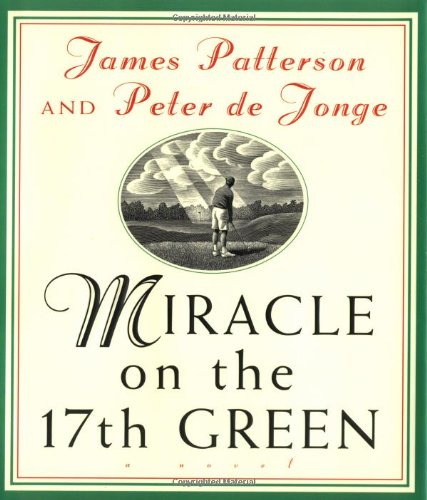 James Patterson
AND Peter de Jonge
MIRACLE
on the
17th GREEN
a novel